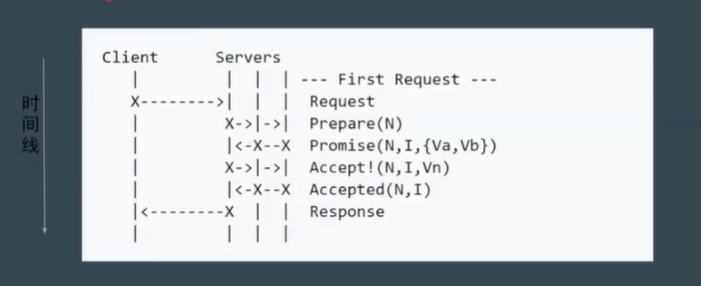 时间线
Client      Servers
   |         |  |  | --- First Request ---
   X-------->|  |  |  Request
   |         X->|->|  Prepare(N)
   |         |<-X--X  Promise(N,I,{Va,Vb})
   |         X->|->|  Accept!(N,I,Vn)
   |         |<-X--X  Accepted(N,I)
   |<--------X  |  |  Response
   |         |  |  |